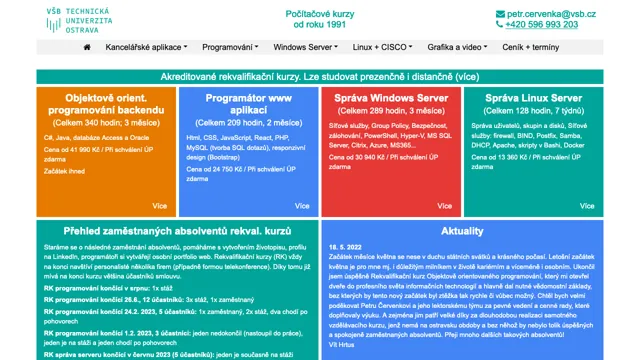 VŠB TECHNICKÁ
UNIVERZITA
OSTRAVA
Počítačové kurzy
od roku 1991
petr.cervenka@vsb.cz
+420 596 993 203
Kancelářské aplikace
Programování
Windows Server
Linux + CISCO
Grafika a video
Ceník + termíny
Akreditované rekvalifikační kurzy. Lze studovat prezenčně i distančně (více)
Objektově orient.
programování backendu
(Celkem 340 hodin; 3 měsíce)
C#, Java, databáze Access a Oracle
Cena od 41 990 Kč / Při schválení ÚP
zdarma
Začátek ihned
Více
Programátor www
aplikací
(Celkem 209 hodin, 2 měsíce)
Html, CSS, JavaScript, React, PHP,
MySQL (tvorba SQL dotazů), responzivní
design (Bootstrap)
Cena od 24 750 Kč / Při schválení ÚP
zdarma
Více
Správa Windows Server
(Celkem 289 hodin, 3 měsíce)
Síťové služby, Group Policy, Bezpečnost,
zálohování, PowerShell, Hyper-V, MS SQL
Server, Citrix, Azure, MS365...
Cena od 30 940 Kč / Při schválení ÚP
zdarma
Více
Správa Linux Server
(Celkem 128 hodin, 7 týdnů)
Správa uživatelů, skupin a disků, Síťové
služby: firewall, BIND, Postfix, Samba,
DHCP, Apache, skripty v Bashi, Docker
Cena od 13 360 Kč / Při schválení ÚP
zdarma
Více
Přehled zaměstnaných absolventů rekval. kurzů
Staráme se o následné zaměstnání absolventů, pomáháme s vytvořením životopisu, profilu
na LinkedIn, programátoři si vytvářejí osobní portfolio web. Rekvalifikační kurzy (RK) vždy
na konci navštíví personalisté několika firem (případně formou telekonference). Díky tomu již
mívá na konci kurzu většina účastníků smlouvu.
RK programování končící v srpnu: 1x stáž
RK programování končící 26.6., 12 účastníků: 3x stáž, 1x zaměstnaný
RK programování končící 24.2. 2023, 5 účastníků: 1x zaměstnaný, 2x stáž, dva chodí po
pohovorech
RK programování končící 1.2. 2023, 3 účastníci: jeden nedokončil (nastoupil do práce),
jeden je na stáži a jeden chodí po pohovorech!
RK správa serverů končící v červnu 2023 (5 účastníků): jeden je současně na stáži
Aktuality
18. 5. 2022
Začátek měsíce května se nese v duchu státních svátků a krásného počasí. Letošní začátek
května je pro mne mj. i důležitým milníkem v životě kariérním a víceméně i osobním. Ukončil
jsem úspěšně Rekvalifikační kurz Objektově orientovaného programování, který mi otevřel
dveře do profesního světa informačních technologií a hlavně dal nutné vědomostní základy,
bez kterých by tento nový začátek byl zřejmě tak rychle či vůbec možný. Chtěl bych velmi
poděkovat Petru Červenkovi a jeho lektorskému týmu za pevné vedení a cenné rady, které
doplňovaly výuku. A zejména jim patří velké díky za dlouhodobou realizaci samotného
vzdělávacího kurzu, jenž nemá na ostravsku obdoby a bez něhož by nebylo tolik úspěšných
a spokojeně zaměstnaných absolventů. Přeji mnoho dalších takových absolventů!
Vít Hrtus